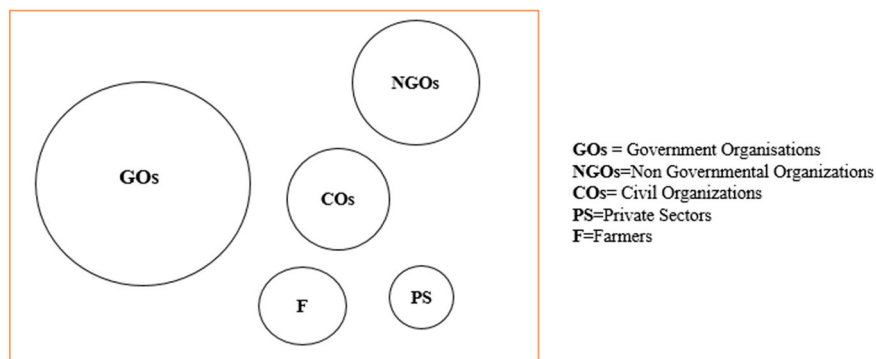 NGOs
GOs
COs
F
PS
GOs = Government Organisations
NGOs=Non Governmental Organizations
COs= Civil Organizations
PS=Private Sectors
F=Farmers